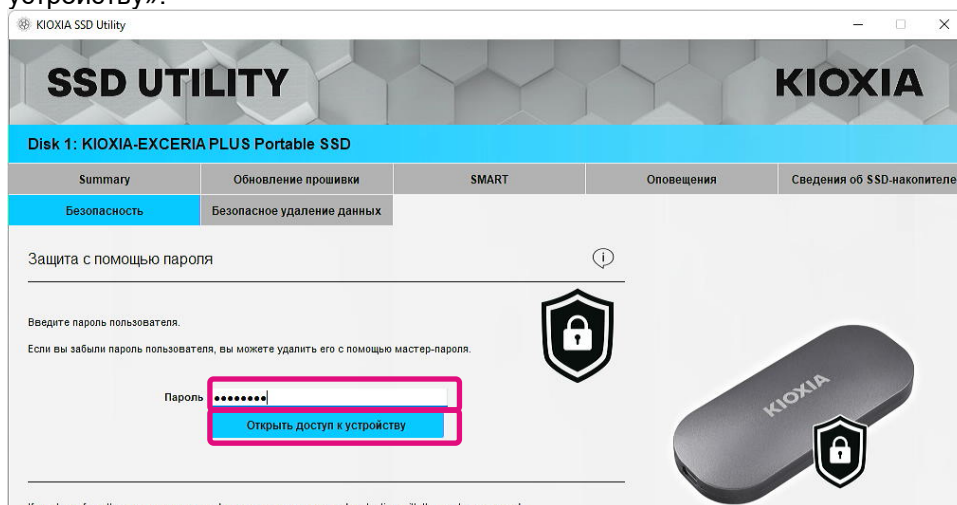 устройству».
KIOXIA SSD Utility
SSD UTILITY
KIOXIA
Disk 1: KIOXIA-EXCERIA PLUS Portable SSD
Summary Обновление прошивки SMART Оповещения Сведения об SSD-накопителе
Безопасность Безопасное удаление данных
Защита с помощью пароля
Введите пароль пользователя.
Если вы забыли пароль пользователя, вы можете удалить его с помощью мастер-пароля.
Пароль ••••••••
Открыть доступ к устройству
KIOXIA